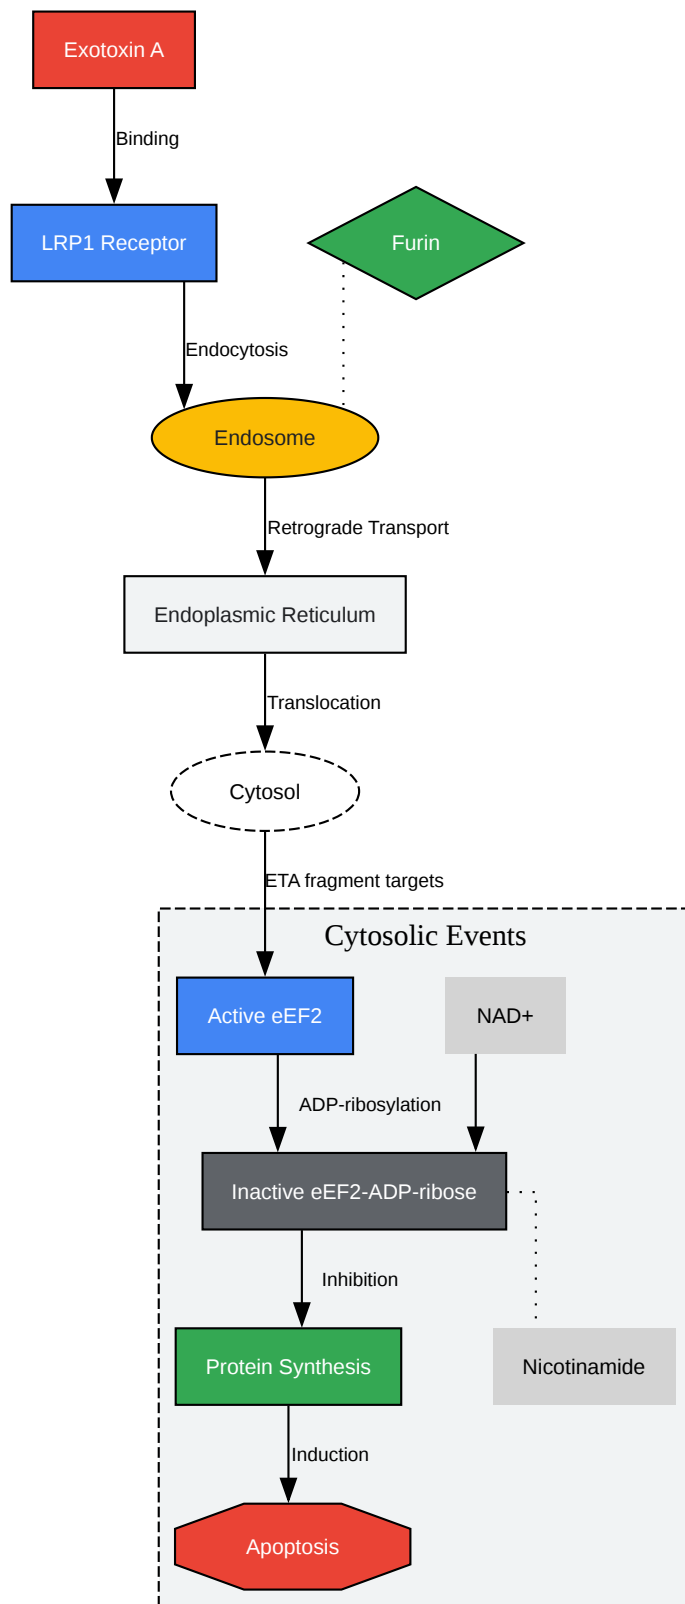 Exotoxin A
Binding
LRP1 Receptor
Furin
Endocytosis
Endosome
Retrograde Transport
Endoplasmic Reticulum
Translocation
Cytosol
ETA fragment targets
Cytosolic Events
Active eEF2
NAD+
ADP-ribosylation
Inactive eEF2-ADP-ribose
Inhibition
Protein Synthesis
Nicotinamide
Induction
Apoptosis